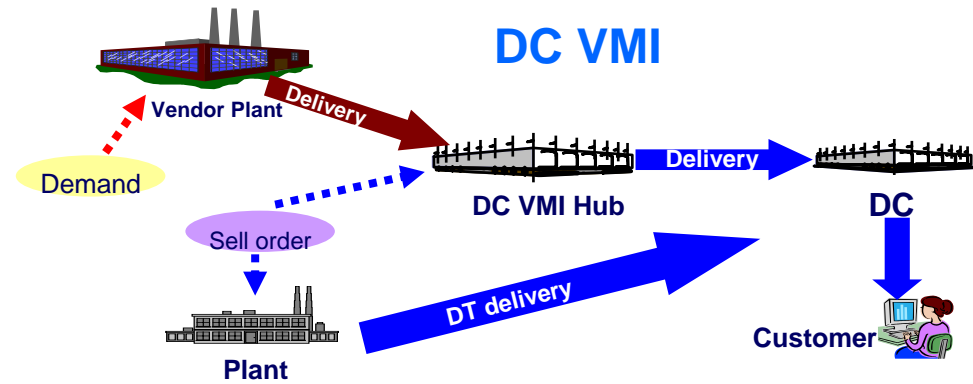 DC VMI
Vendor Plant
Delivery
Demand
Delivery
DC VMI Hub
DC
Sell order
DT delivery
Customer
Plant